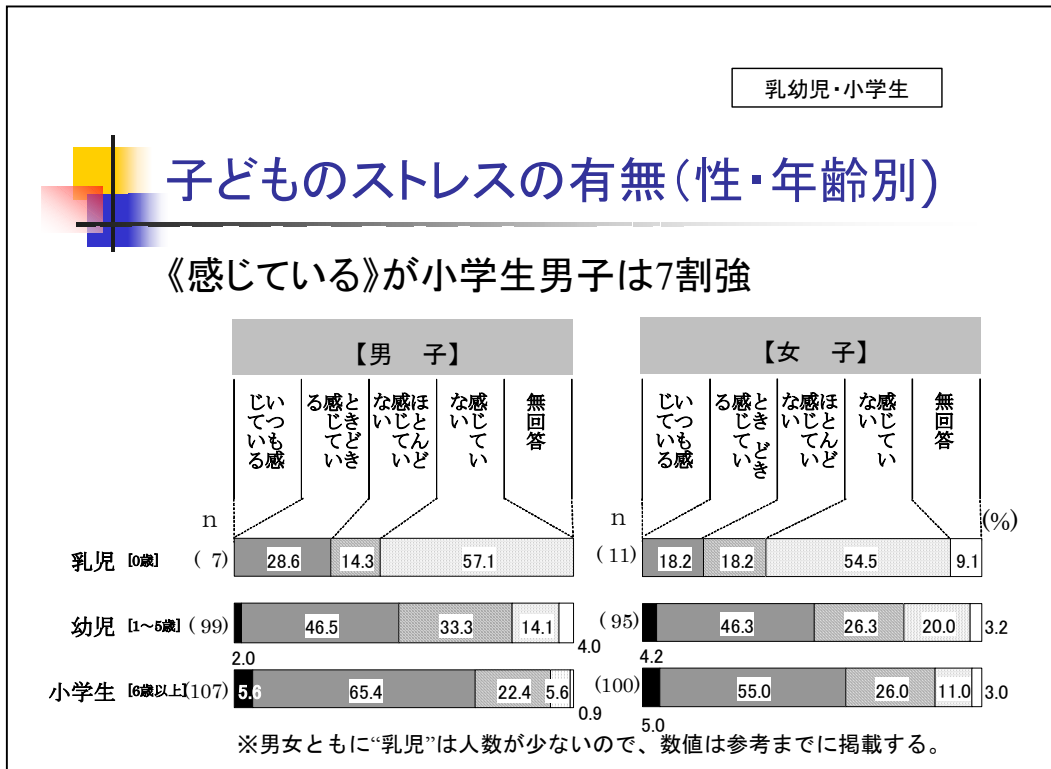 乳幼児・小学生
子どものストレスの有無(性・年齢別)
《感じている》が小学生男子は7割強
【男　子】
いつも感じている
ときどき感じている
ほとんど感じていない
感じていない
無回答
【女　子】
いつも感じている
とき どき感じている
ほとんど感じていない
感じていない
無回答
n
n
(%)
乳児 [0歳] ( 7) 28.6 14.3 57.1
(11) 18.2 18.2 54.5 9.1
幼児 [1～5歳] (99) 46.5 33.3 14.1
2.0 4.0
(95) 46.3 26.3 20.0 3.2
4.2
小学生 [6歳以上] (107) 5.6 65.4 22.4 5.6
0.9
(100) 55.0 26.0 11.0 3.0
5.0
※男女ともに“乳児”は人数が少ないので、数値は参考までに掲載する。